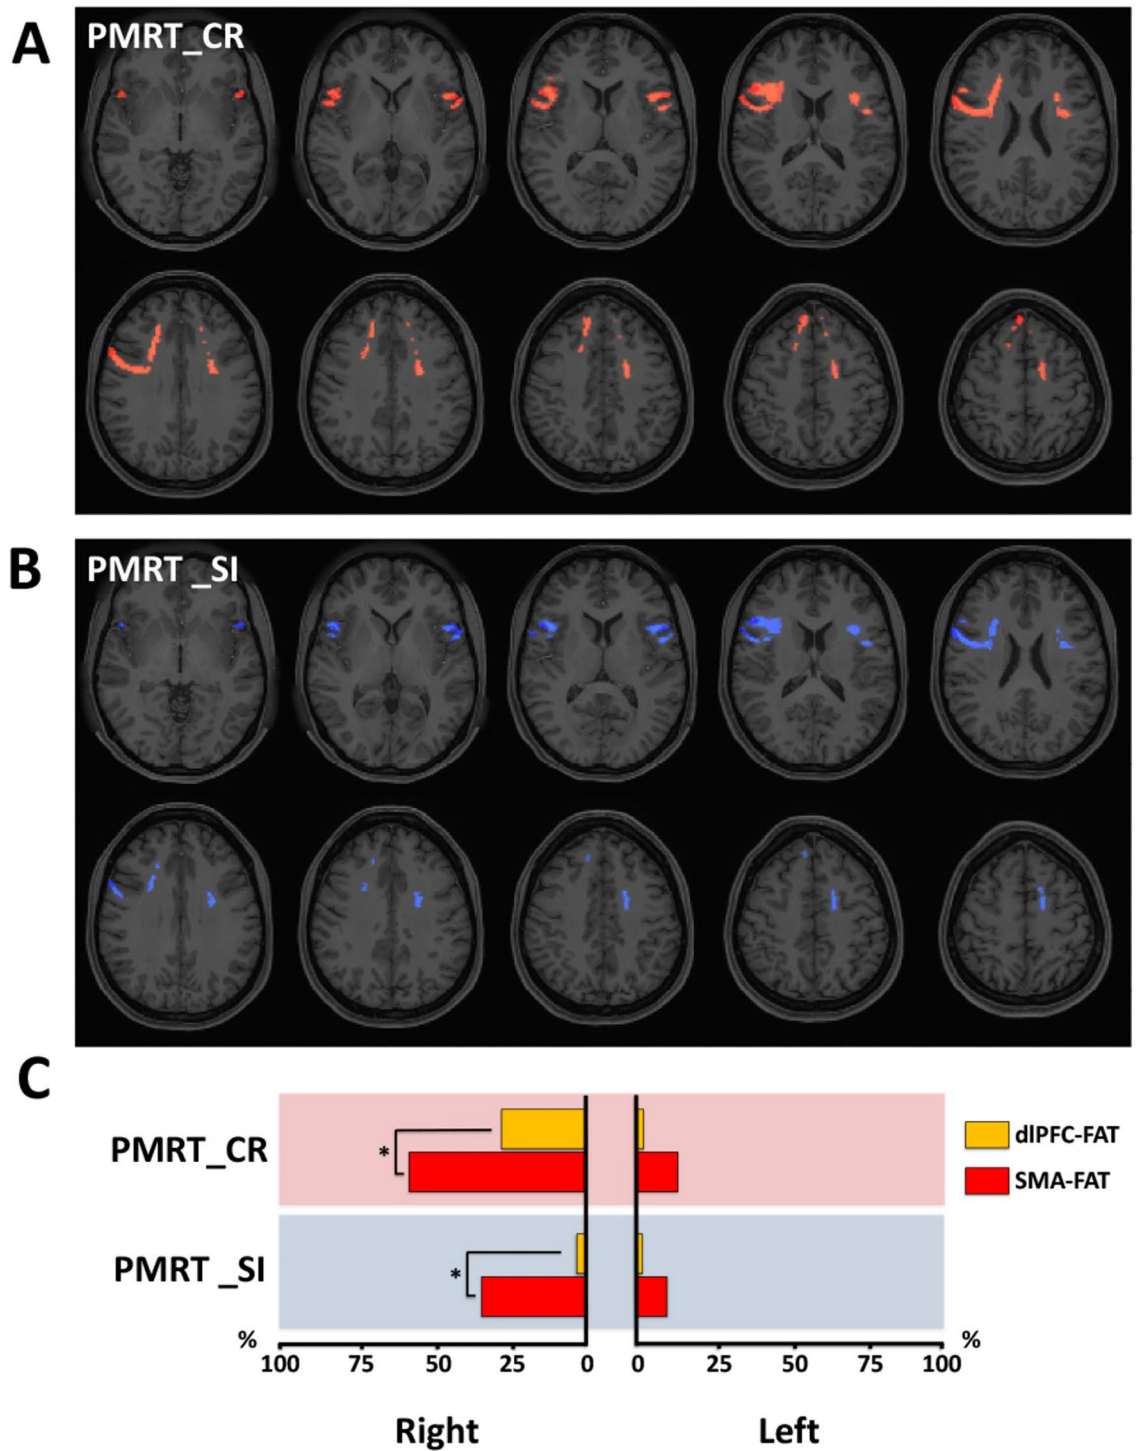 A
PMRT_CR
B
PMRT _SI
C
PMRT_CR
*
dlPFC-FAT
SMA-FAT
PMRT _SI
*
% %
100 75 50 25 0 0 25 50 75 100
Right Left